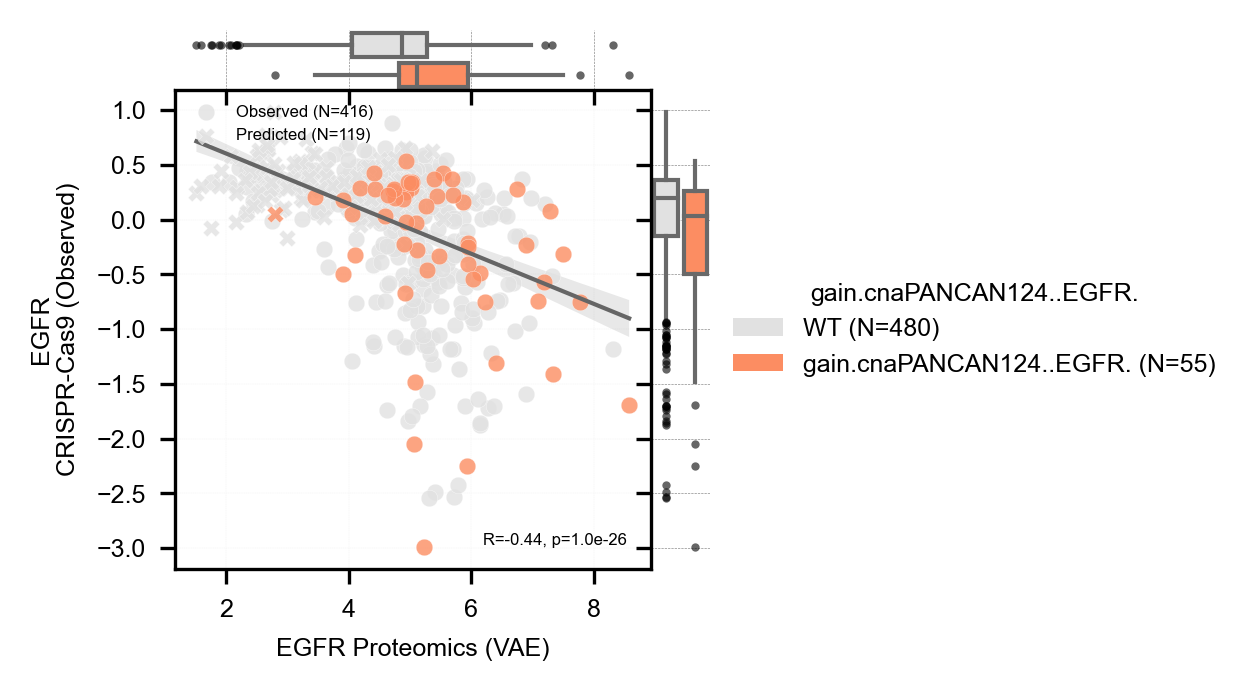 1.0
0.5
0.0
−0.5
−1.0
−1.5
−2.0
−2.5
−3.0
EGFR
CRISPR-Cas9 (Observed)
Observed (N=416)
Predicted (N=119)
R=-0.44, p=1.0e-26
2 4 6 8
EGFR Proteomics (VAE)
gain.cnaPANCAN124..EGFR.
WT (N=480)
gain.cnaPANCAN124..EGFR. (N=55)